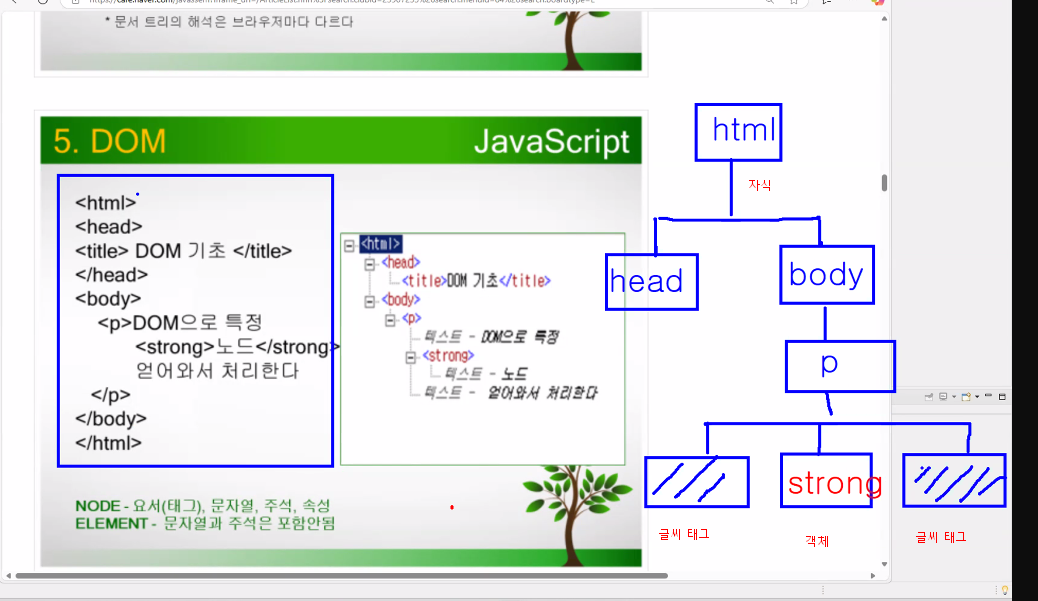 * 문서 트리의 해석은 브라우저마다 다르다
5. DOM
JavaScript
<html>
<head>
<title> DOM 기초 </title>
</head>
<body>
<p>DOM으로 특정
<strong>노드</strong>
얻어와서 처리한다
</p>
</body>
</html>
<html>
<head>
<title>DOM 기초</title>
<body>
<p>
텍스트 - DOM으로 특정
<strong>
텍스트 - 노드
텍스트 - 얻어와서 처리한다
NODE - 요서(태그), 문자열, 주석, 속성
ELEMENT - 문자열과 주석은 포함안됨
html
자식
head
body
p
strong
글씨 태그
객체
글씨 태그